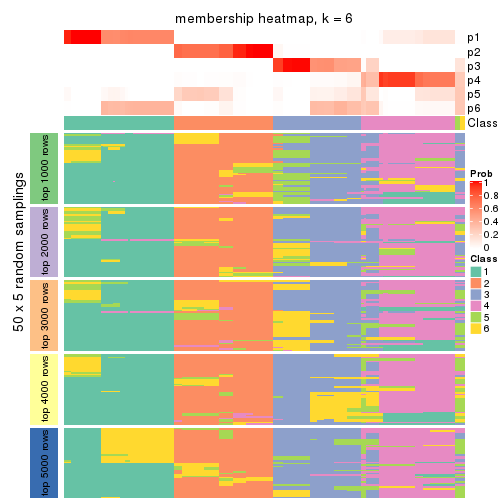 membership heatmap, k = 6
p1
p2
p3
p4
p5
p6
Class
50 x 5 random samplings
top 1000 rows
top 2000 rows
top 3000 rows
top 4000 rows
top 5000 rows
Prob
1
0.8
0.6
0.4
0.2
0
Class
1
2
3
4
5
6